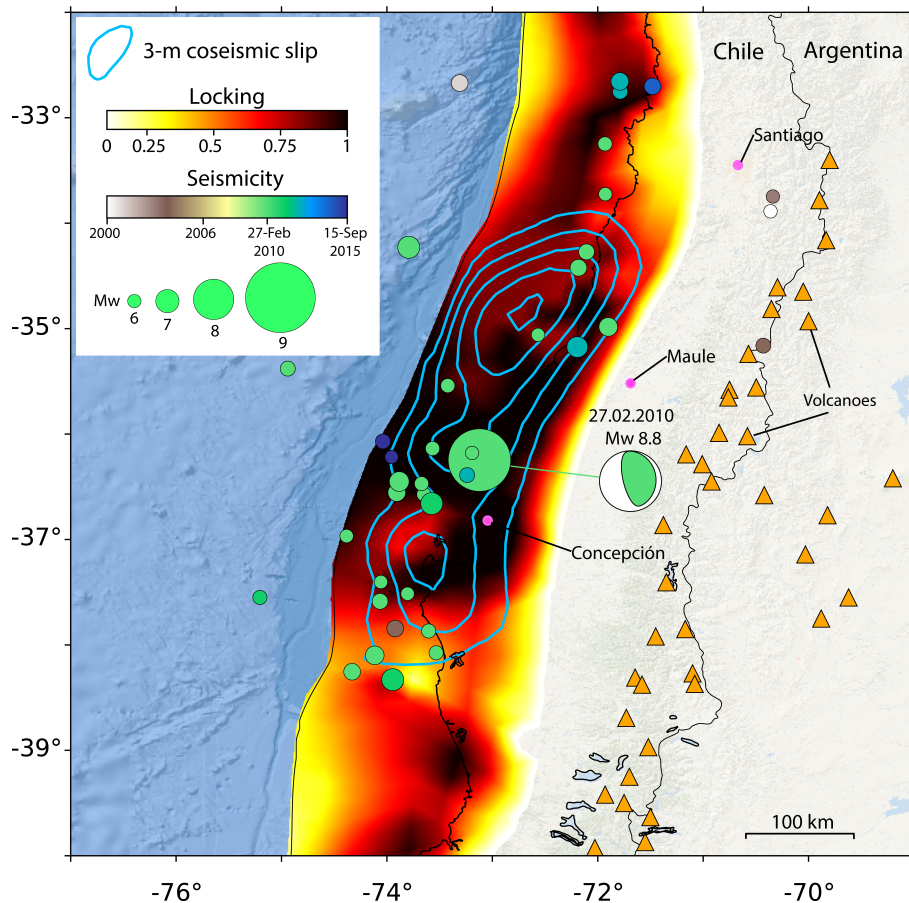 3-m coseismic slip
Locking
0 0.25 0.5 0.75 1
Seismicity
2000 2006 27-Feb 2010 15-Sep 2015
Mw 6 7 8 9
Chile Argentina
Santiago
Maule
27.02.2010
Mw 8.8
Volcanoes
Concepción
100 km
-33°
-35°
-37°
-39°
-76° -74° -72° -70°